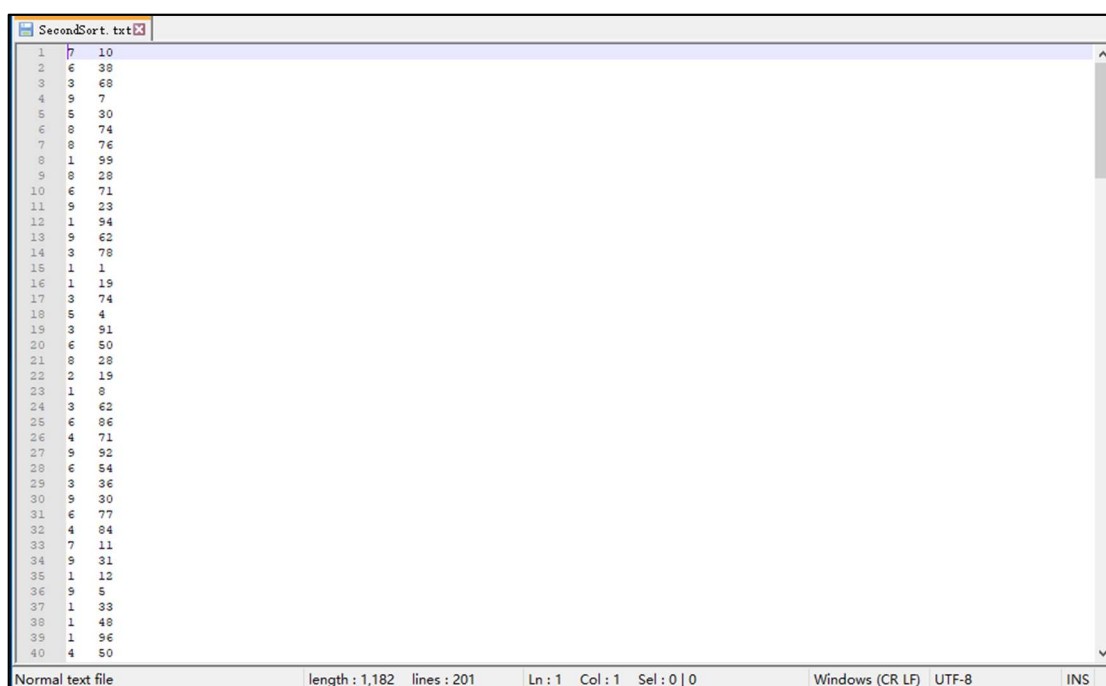 SecondSort.txt
1 7 10
2 6 38
3 3 68
4 9 7
5 5 30
6 8 74
7 8 76
8 1 99
9 8 28
10 6 71
11 9 23
12 1 94
13 9 62
14 3 78
15 1 1
16 1 19
17 3 74
18 5 4
19 3 91
20 6 50
21 8 28
22 2 19
23 1 8
24 3 62
25 6 86
26 4 71
27 9 92
28 6 54
29 3 36
30 9 30
31 6 77
32 4 84
33 7 11
34 9 31
35 1 12
36 9 5
37 1 33
38 1 48
39 1 96
40 4 50
Normal text file length : 1,182 lines : 201 Ln : 1 Col : 1 Sel : 0 | 0 Windows (CR LF) UTF-8 INS